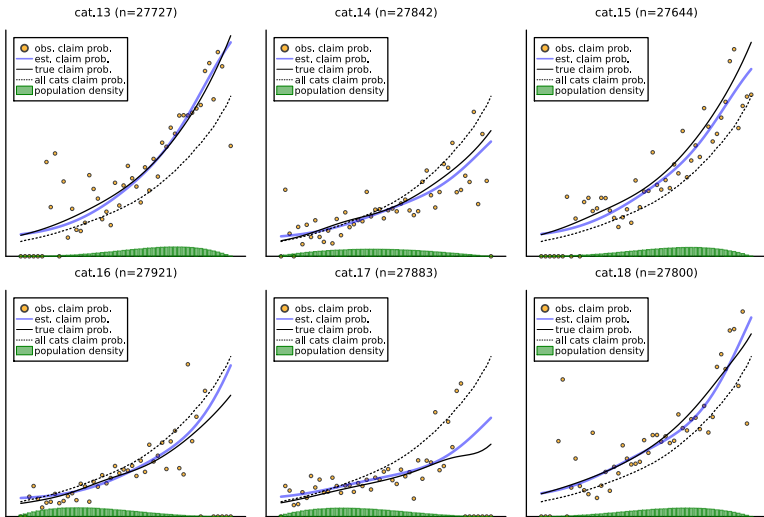 cat.13 (n=27727)
obs. claim prob.
est. claim prob.
true claim prob.
all cats claim prob.
population density
cat.14 (n=27842)
obs. claim prob.
est. claim prob.
true claim prob.
all cats claim prob.
population density
cat.15 (n=27644)
obs. claim prob.
est. claim prob.
true claim prob.
all cats claim prob.
population density
cat.16 (n=27921)
obs. claim prob.
est. claim prob.
true claim prob.
all cats claim prob.
population density
cat.17 (n=27883)
obs. claim prob.
est. claim prob.
true claim prob.
all cats claim prob.
population density
cat.18 (n=27800)
obs. claim prob.
est. claim prob.
true claim prob.
all cats claim prob.
population density